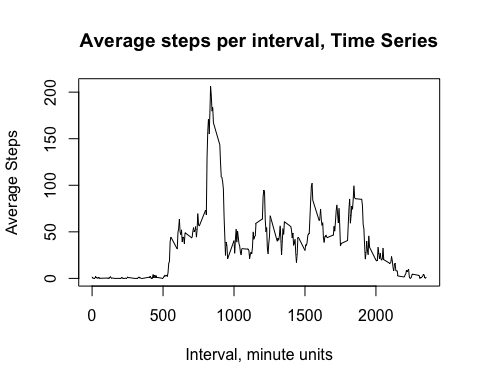 Average steps per interval, Time Series
Average Steps
200
150
100
50
0
0 500 1000 1500 2000
Interval, minute units